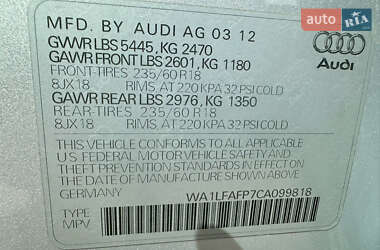 AUTO RIA
MFD. BY AUDI AG 03 12
GVWR LBS 5445, KG 2470
GAWR FRONT LBS 2601, KG 1180
FRONT-TIRES 235/60 R18
8JX18 RIMS, AT 220 KPA 32 PSI COLD
GAWR REAR LBS 2976, KG 1350
REAR-TIRES 235/60 R18
8JX18 RIMS, AT 220 KPA 32 PSI COLD
Audi
THIS VEHICLE CONFORMS TO ALL APPLICABLE
U.S. FEDERAL MOTOR VEHICLE SAFETY AND
THEFT PREVENTION STANDARDS IN EFFECT ON THE
DATE OF MANUFACTURE SHOWN ABOVE.
GERMANY WA1LFAFP7CA099818
TYPE
MPV